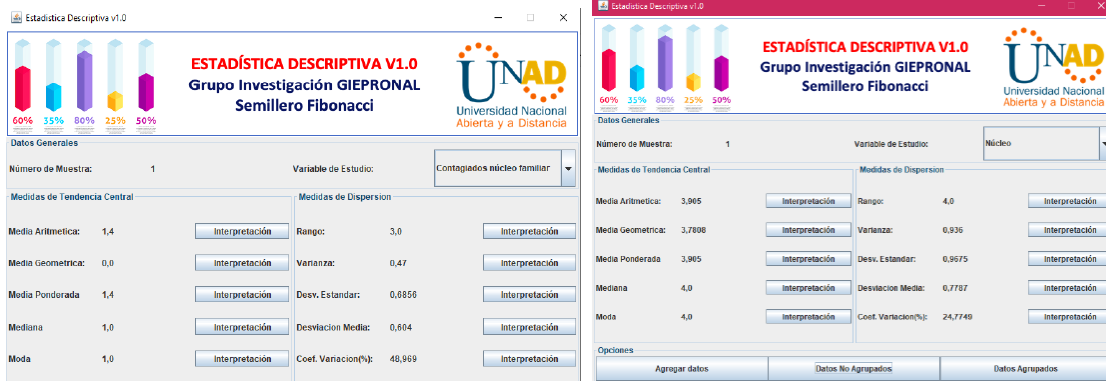 Estadistica Descriptiva v1.0
60% 35% 80% 25% 50%
ESTADÍSTICA DESCRIPTIVA V1.0
Grupo Investigación GIEPRONAL
Semillero Fibonacci
UNAD
Universidad Nacional
Abierta y a Distancia
Datos Generales
Número de Muestra: 1 Variable de Estudio: Contagiados núcleo familiar
Medidas de Tendencia Central Medidas de Dispersion
Media Aritmetica: 1,4 Interpretación Rango: 3,0 Interpretación
Media Geometrica: 0,0 Interpretación Varianza: 0,47 Interpretación
Media Ponderada 1,4 Interpretación Desv. Estandar: 0,6856 Interpretación
Mediana 1,0 Interpretación Desviacion Media: 0,604 Interpretación
Moda 1,0 Interpretación Coef. Variacion(%): 48,969 Interpretación
Estadistica Descriptiva v1.0
60% 35% 80% 25% 50%
ESTADÍSTICA DESCRIPTIVA V1.0
Grupo Investigación GIEPRONAL
Semillero Fibonacci
UNAD
Universidad Nacional
Abierta y a Distancia
Datos Generales
Número de Muestra: 1 Variable de Estudio: Núcleo
Medidas de Tendencia Central Medidas de Dispersion
Media Aritmetica: 3,905 Interpretación Rango: 4,0 Interpretación
Media Geometrica: 3,7808 Interpretación Varianza: 0,936 Interpretación
Media Ponderada 3,905 Interpretación Desv. Estandar: 0,9675 Interpretación
Mediana 4,0 Interpretación Desviacion Media: 0,7787 Interpretación
Moda 4,0 Interpretación Coef. Variacion(%): 24,7749 Interpretación
Opciones
Agregar datos Datos No Agrupados Datos Agrupados